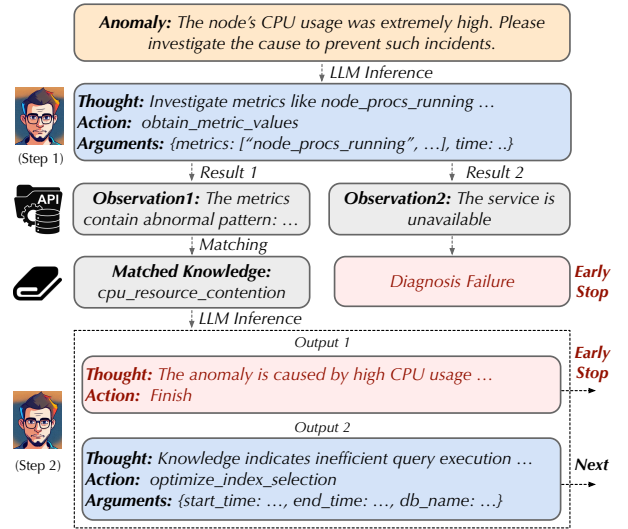 Anomaly: The node's CPU usage was extremely high. Please
investigate the cause to prevent such incidents.
LLM Inference
Thought: Investigate metrics like node_procs_running ...
Action: obtain_metric_values
Arguments: {metrics: ["node_procs_running", ...], time: ..}
(Step 1)
Result 1
Result 2
API
Observation1: The metrics
contain abnormal pattern: ...
Observation2: The service is
unavailable
Matching
Matched Knowledge:
cpu_resource_contention
Diagnosis Failure
Early
Stop
LLM Inference
Output 1
Thought: The anomaly is caused by high CPU usage ...
Action: Finish
Early
Stop
Output 2
Thought: Knowledge indicates inefficient query execution ...
Action: optimize_index_selection
Arguments: {start_time: ..., end_time: ..., db_name: ...}
(Step 2)
Next